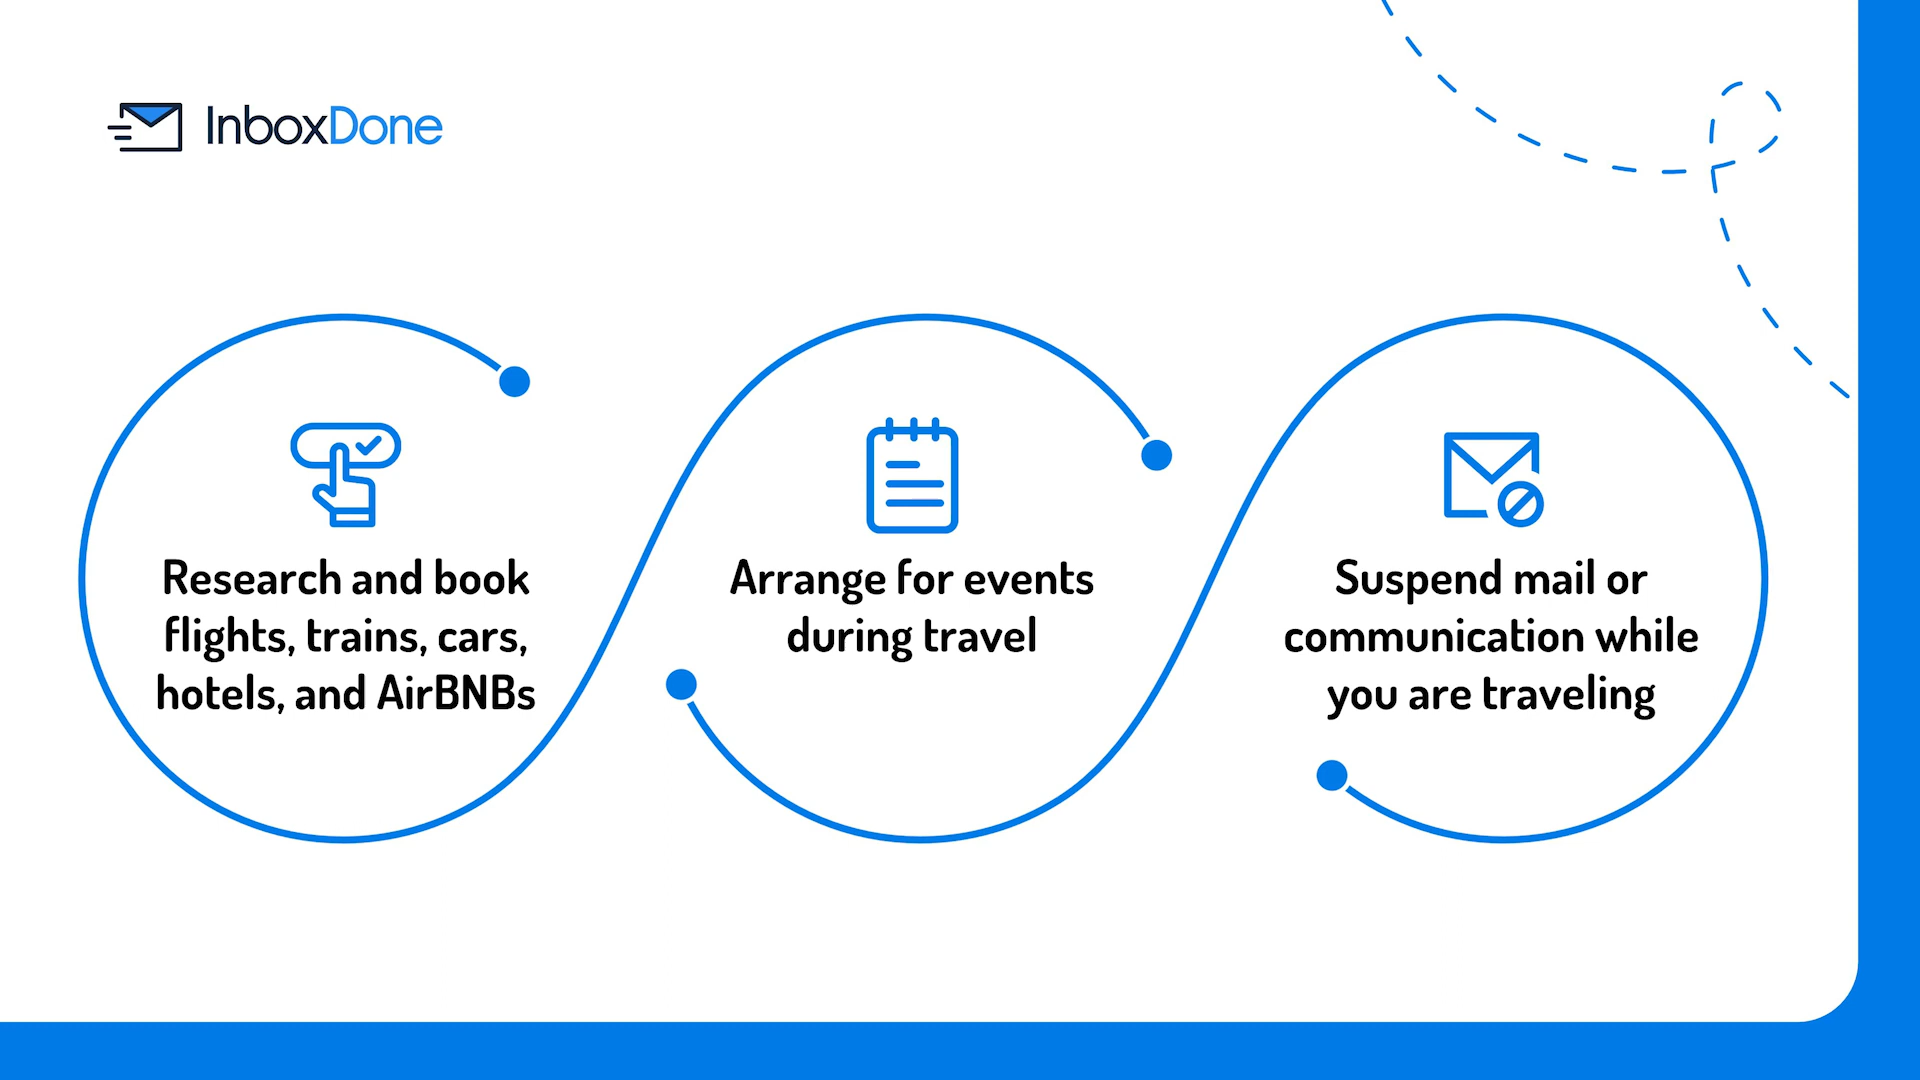 InboxDone
Research and book
flights, trains, cars,
hotels, and AirBNBs
Arrange for events
during travel
Suspend mail or
communication while
you are traveling